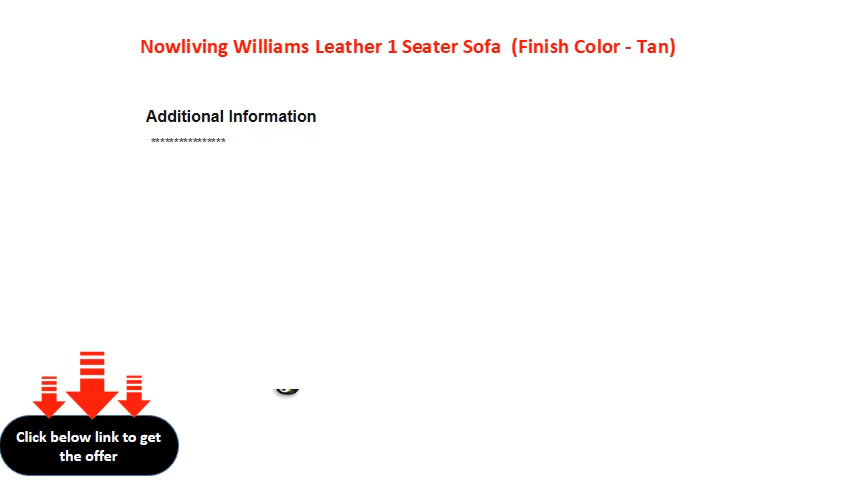 Nowliving Williams Leather 1 Seater Sofa (Finish Color - Tan)
Additional Information
****************
Click below link to get
the offer